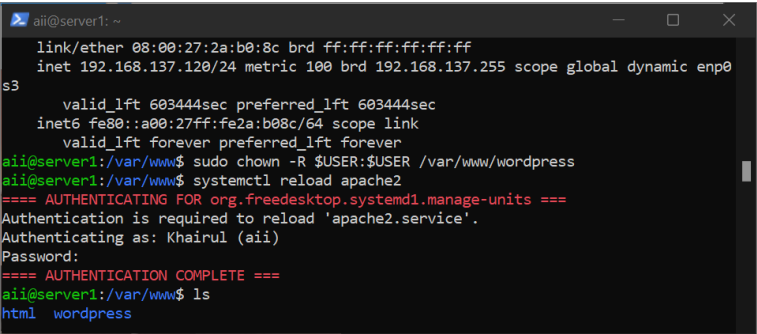 aii@server1: ~
link/ether 08:00:27:2a:b0:8c brd ff:ff:ff:ff:ff:ff
inet 192.168.137.120/24 metric 100 brd 192.168.137.255 scope global dynamic enp0
s3
valid_lft 603444sec preferred_lft 603444sec
inet6 fe80::a00:27ff:fe2a:b08c/64 scope link
valid_lft forever preferred_lft forever
aii@server1:/var/www$ sudo chown -R $USER:$USER /var/www/wordpress
aii@server1:/var/www$ systemctl reload apache2
==== AUTHENTICATING FOR org.freedesktop.systemd1.manage-units ===
Authentication is required to reload 'apache2.service'.
Authenticating as: Khairul (aii)
Password:
==== AUTHENTICATION COMPLETE ===
aii@server1:/var/www$ ls
html  wordpress